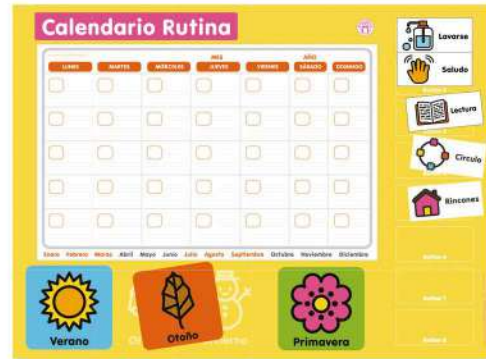 Calendario Rutina
MES AÑO
LUNES MARTES MIÉRCOLES JUEVES VIERNES SÁBADO DOMINGO
Enero Febrero Marzo Abril Mayo Junio Julio Agosto Septiembre Octubre Noviembre Diciembre
Verano
Otoño
Primavera
Lavarse
Saludo
Lectura
Círculo
Rincones